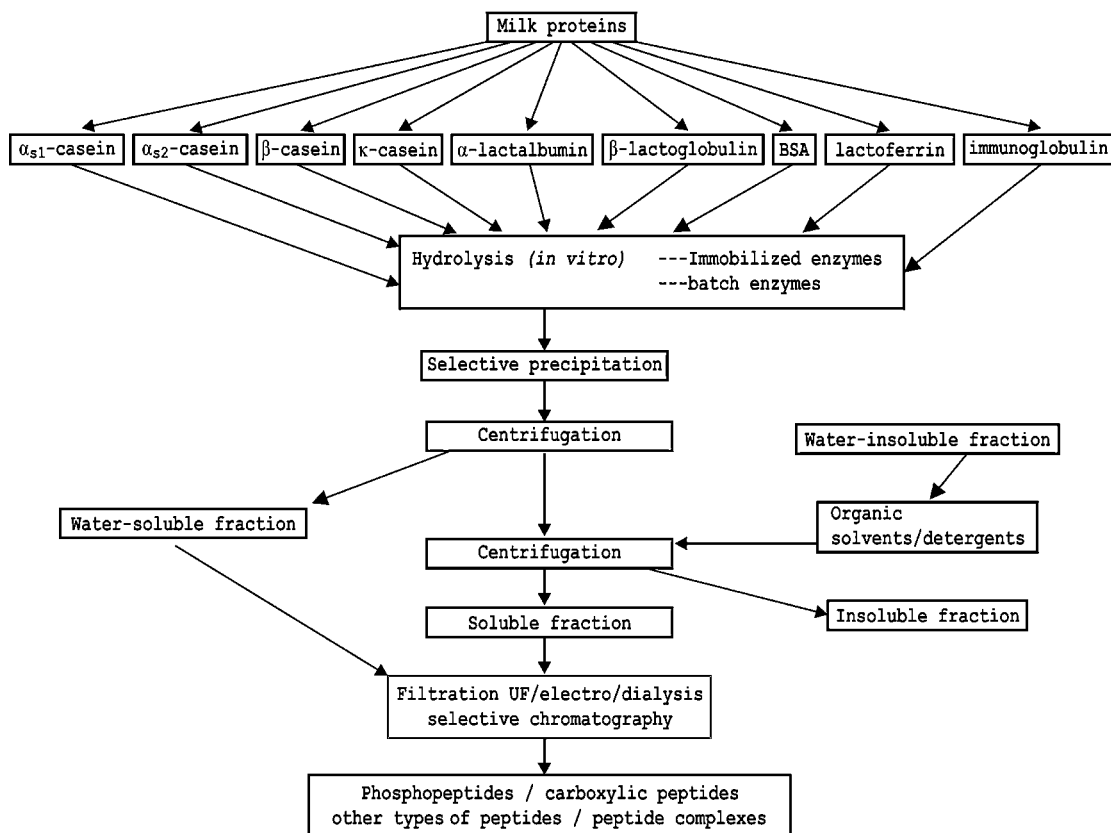 Milk proteins
αs1-casein
αs2-casein
β-casein
κ-casein
α-lactalbumin
β-lactoglobulin
BSA
lactoferrin
immunoglobulin
Hydrolysis (in vitro) ---Immobilized enzymes
---batch enzymes
Selective precipitation
Centrifugation
Water-insoluble fraction
Water-soluble fraction
Organic
solvents/detergents
Centrifugation
Insoluble fraction
Soluble fraction
Filtration UF/electro/dialysis
selective chromatography
Phosphopeptides / carboxylic peptides
other types of peptides / peptide complexes